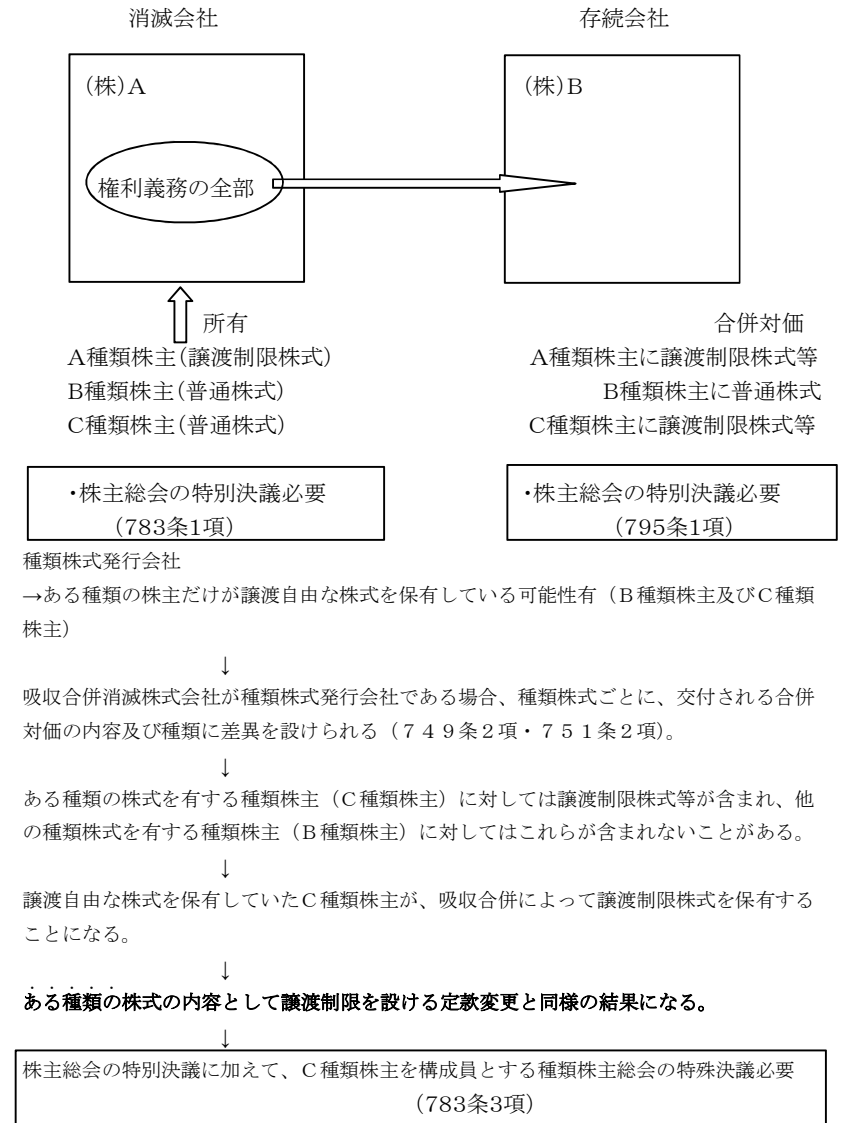 消滅会社
存続会社
(株)A
(株)B
権利義務の全部
所有
合併対価
A種類株主(譲渡制限株式)
A種類株主に譲渡制限株式等
B種類株主(普通株式)
B種類株主に普通株式
C種類株主(普通株式)
C種類株主に譲渡制限株式等
・株主総会の特別決議必要
(783条1項)
・株主総会の特別決議必要
(795条1項)
種類株式発行会社
→ある種類の株主だけが譲渡自由な株式を保有している可能性有（Ｂ種類株主及びＣ種類
株主）
↓
吸収合併消滅株式会社が種類株式発行会社である場合、種類株式ごとに、交付される合併
対価の内容及び種類に差異を設けられる（７４９条２項・７５１条２項）。
↓
ある種類の株式を有する種類株主（Ｃ種類株主）に対しては譲渡制限株式等が含まれ、他
の種類株式を有する種類株主（Ｂ種類株主）に対してはこれらが含まれないことがある。
↓
譲渡自由な株式を保有していたＣ種類株主が、吸収合併によって譲渡制限株式を保有する
ことになる。
↓
ある種類の株式の内容として譲渡制限を設ける定款変更と同様の結果になる。
↓
株主総会の特別決議に加えて、Ｃ種類株主を構成員とする種類株主総会の特殊決議必要
(783条3項)